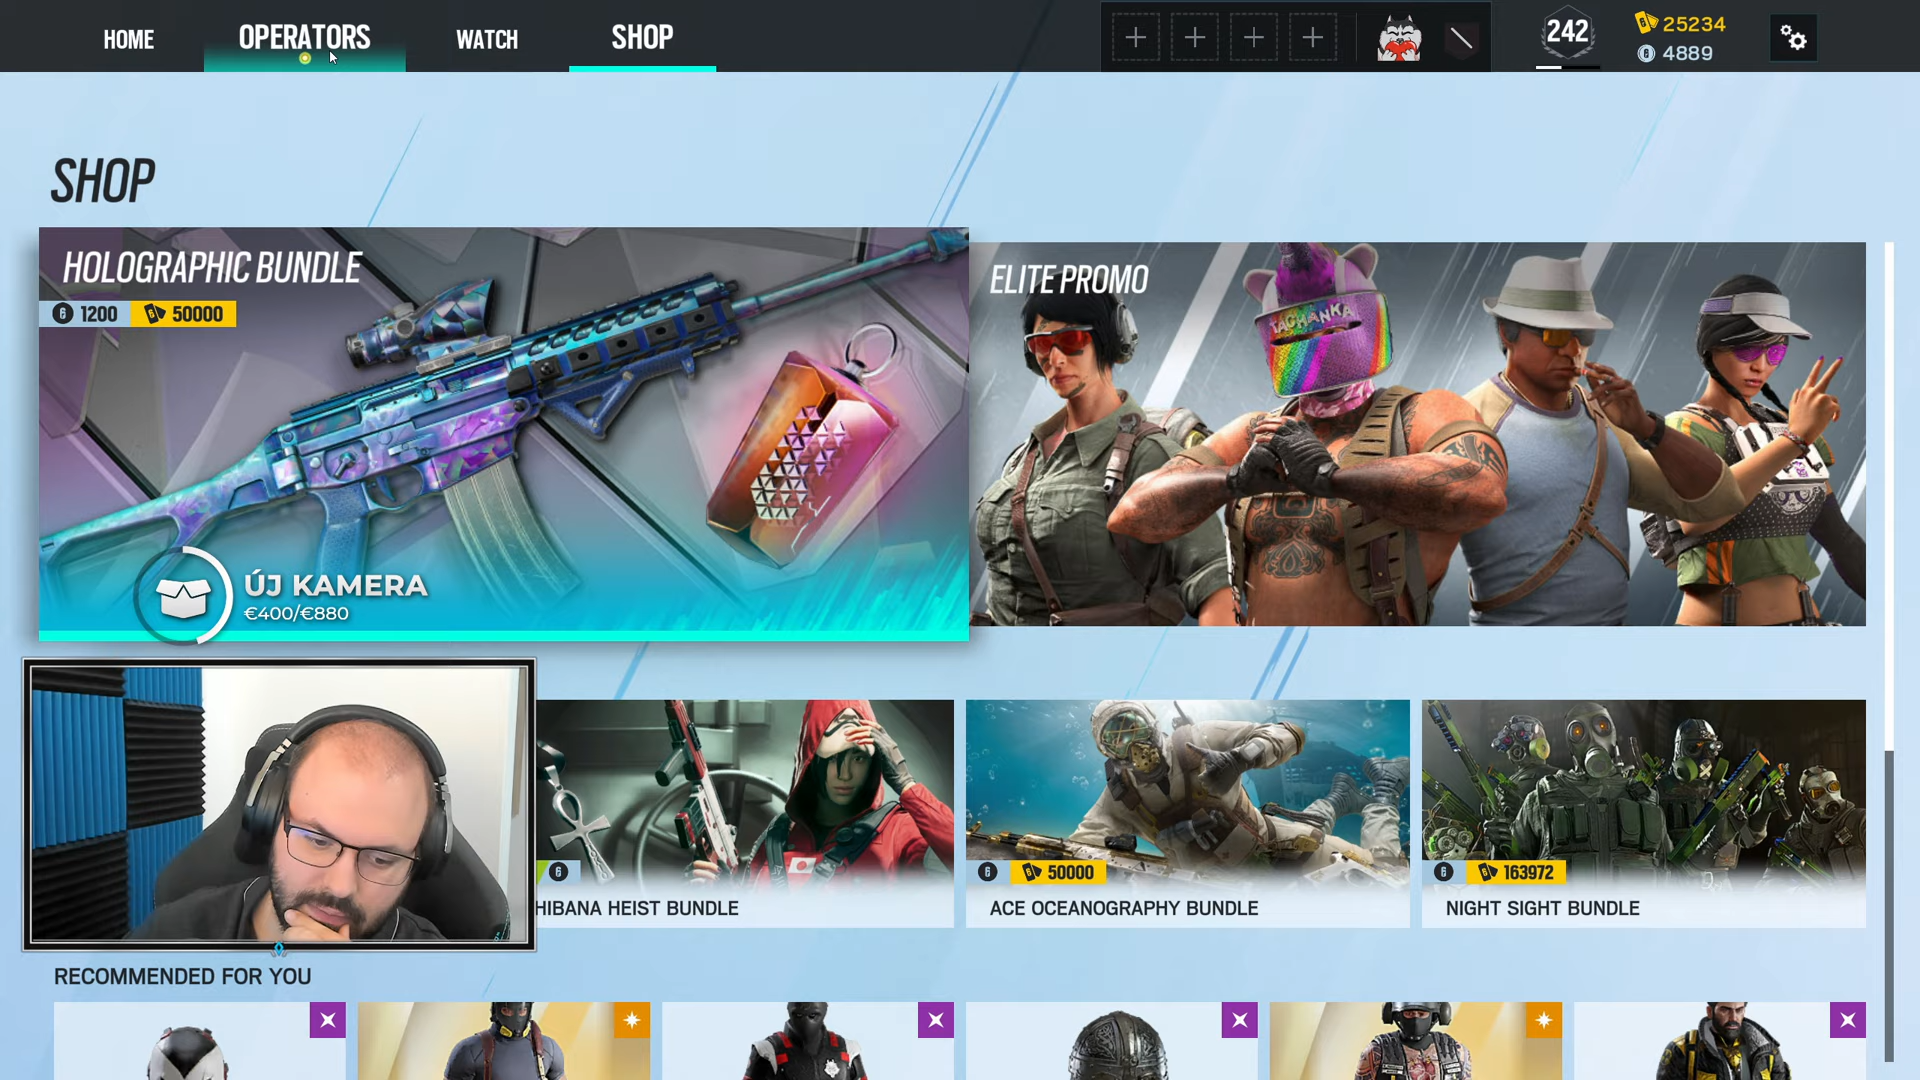 HOME
OPERATORS
WATCH
SHOP
242
25234
4889
SHOP
HOLOGRAPHIC BUNDLE
1200
50000
ELITE PROMO
TACHANKA
ÚJ KAMERA
€400/€880
HIBANA HEIST BUNDLE
50000
ACE OCEANOGRAPHY BUNDLE
163972
NIGHT SIGHT BUNDLE
RECOMMENDED FOR YOU